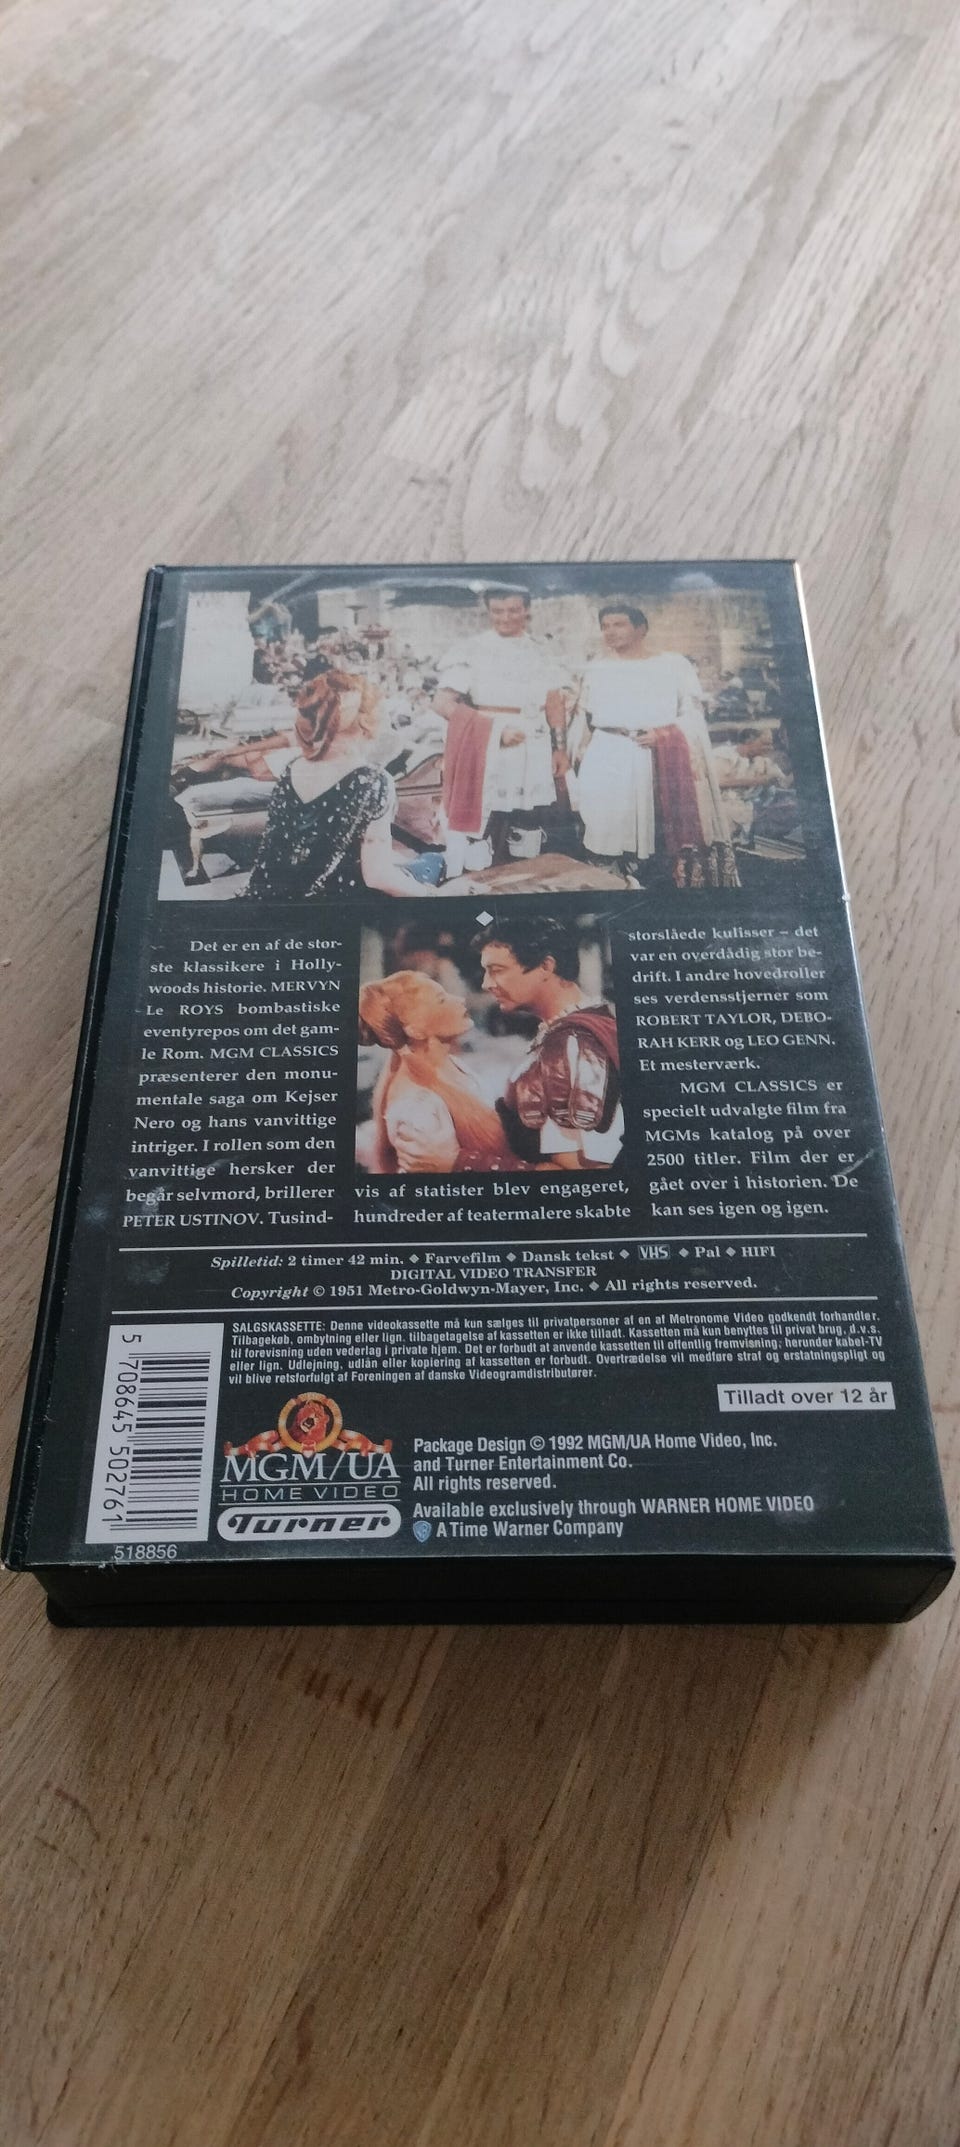 Det er en af de stør-
ste klassikere i Holly-
woods historie. MERVYN
Le ROYS bombastiske
eventyrepos om det gam-
le Rom. MGM CLASSICS
præsenterer den monu-
mentale saga om Kejser
Nero og hans vanvittige
intriger. I rollen som den
vanvittige hersker der
begår selvmord, brillerer
PETER USTINOV. Tusind-
vis af statister blev engageret,
hundreder af teatermalere skabte
storslåede kulisser – det
var en overdådig stor be-
drift. I andre hovedroller
ses verdensstjerner som
ROBERT TAYLOR, DEBO-
RAH KERR og LEO GENN.
Et mesterværk.
MGM CLASSICS er
specielt udvalgte film fra
MGMs katalog på over
2500 titler. Film der er
gået over i historien. De
kan ses igen og igen.
Spilletid: 2 timer 42 min. ◆ Farvefilm ◆ Dansk tekst ◆ VHS ◆ Pal ◆ HIFI
DIGITAL VIDEO TRANSFER
Copyright © 1951 Metro-Goldwyn-Mayer, Inc. ◆ All rights reserved.
SALGSKASSETTE: Denne videokassette må kun sælges til privatpersoner af en af Metronome Video godkendt forhandler.
Tilbagekøb, ombytning eller lign. tilbagetagelse af kassetten er ikke tilladt. Kassetten må kun benyttes til privat brug, d.v.s.
til forevisning uden vederlag i private hjem. Det er forbudt at anvende kassetten til offentlig fremvisning, herunder kabel-TV
eller lign. Udlejning, udlån eller kopiering af kassetten er forbudt. Overtrædelse vil medføre straf og erstatningspligt og
vil blive retsforfulgt af Foreningen af danske Videogramdistributører.
Tilladt over 12 år
5 708645 502761
518856
MGM/UA
HOME VIDEO
Turner
Package Design © 1992 MGM/UA Home Video, Inc.
and Turner Entertainment Co.
All rights reserved.
Available exclusively through WARNER HOME VIDEO
A Time Warner Company